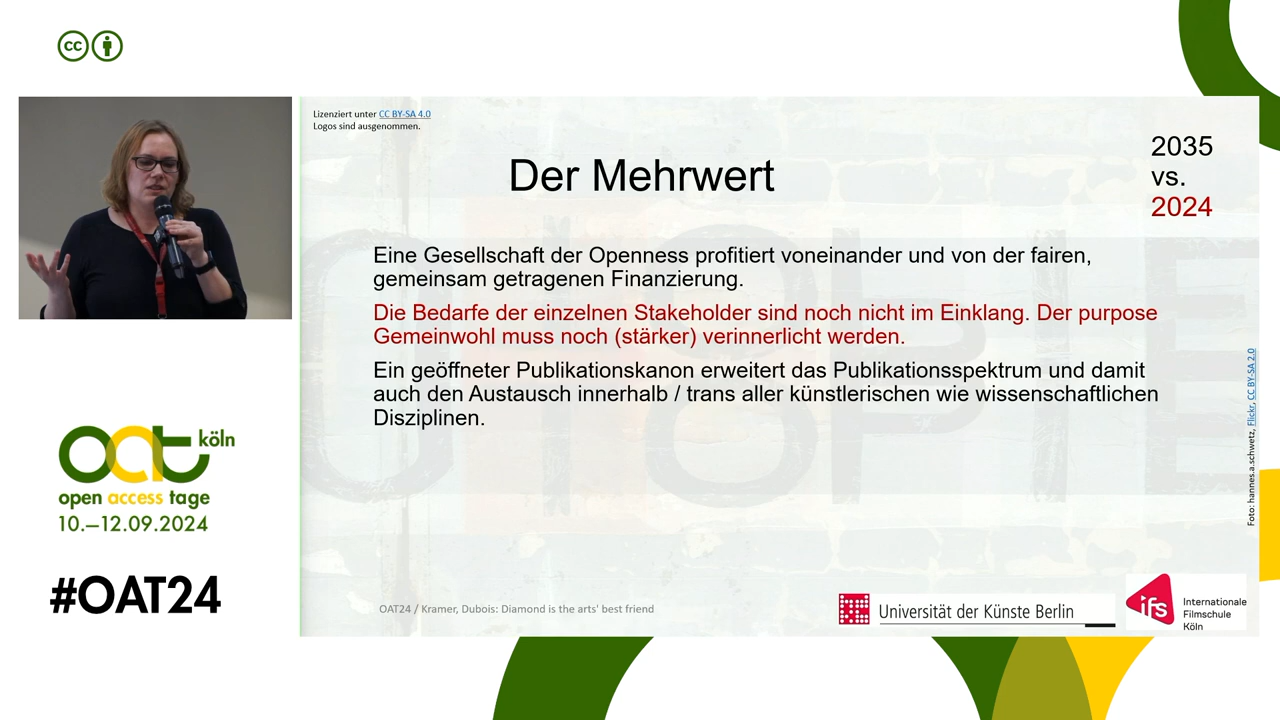 cc
Lizenziert unter CC BY-SA 4.0
Logos sind ausgenommen.
Der Mehrwert
2035
vs.
2024
Eine Gesellschaft der Openness profitiert voneinander und von der fairen,
gemeinsam getragenen Finanzierung.
Die Bedarfe der einzelnen Stakeholder sind noch nicht im Einklang. Der purpose
Gemeinwohl muss noch (stärker) verinnerlicht werden.
Ein geöffneter Publikationskanon erweitert das Publikationsspektrum und damit
auch den Austausch innerhalb / trans aller künstlerischen wie wissenschaftlichen
Disziplinen.
Foto: hannes.a.schwetz, Flickr, CC BY-SA 2.0
oat köln
open access tage
10.–12.09.2024
#OAT24
OAT24 / Kramer, Dubois: Diamond is the arts' best friend
Universität der Künste Berlin
ifs
Internationale
Filmschule
Köln